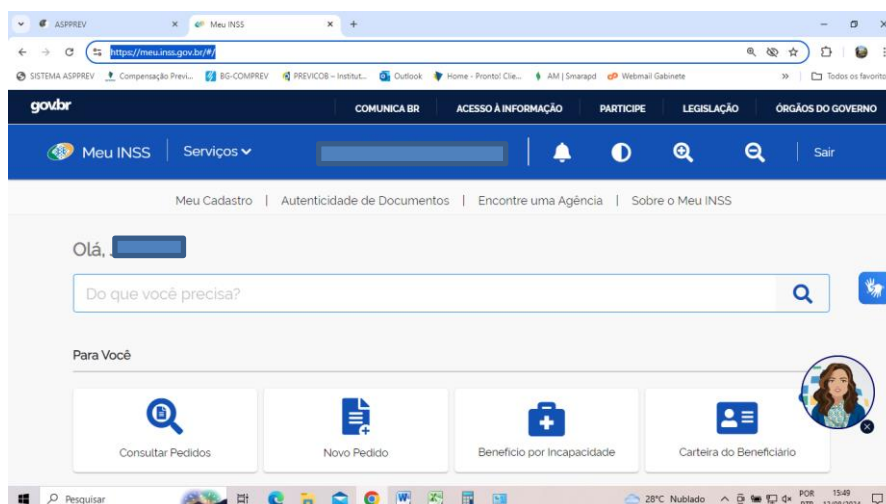 ASPPREV Meu INSS
https://meu.inss.gov.br/#/
SISTEMA ASPPREV Compensação Previ... BG-COMPREV PREVICOB – Institut... Outlook Home - Pronto! Clie... AM | Smarapd Webmail Gabinete Todos os favorito
gov.br COMUNICA BR ACESSO À INFORMAÇÃO PARTICIPE LEGISLAÇÃO ÓRGÃOS DO GOVERNO
Meu INSS Serviços Sair
Meu Cadastro | Autenticidade de Documentos | Encontre uma Agência | Sobre o Meu INSS
Olá,
Do que você precisa?
Para Você
Consultar Pedidos Novo Pedido Benefício por Incapacidade Carteira do Beneficiário
Pesquisar 28°C Nublado POR 15:49